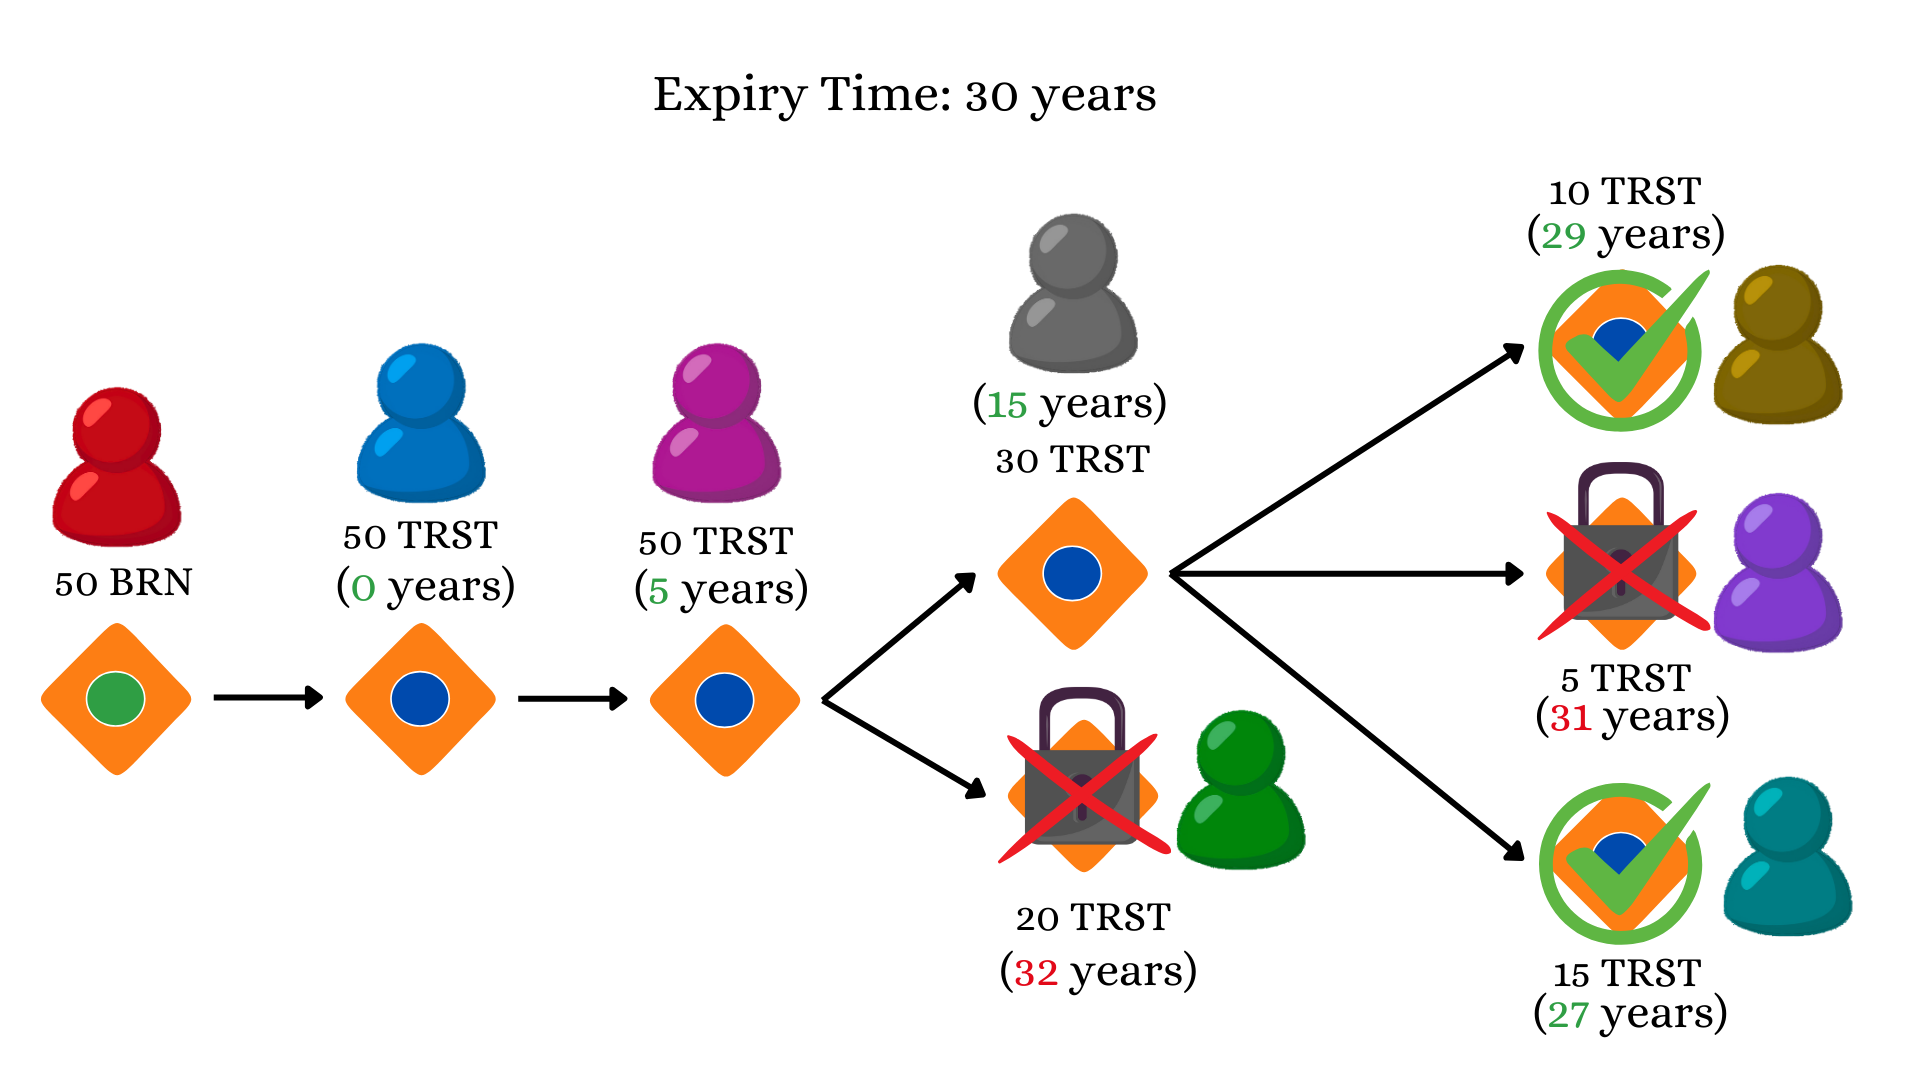 Expiry Time: 30 years
50 BRN
50 TRST
(0 years)
50 TRST
(5 years)
(15 years)
30 TRST
20 TRST
(32 years)
10 TRST
(29 years)
5 TRST
(31 years)
15 TRST
(27 years)